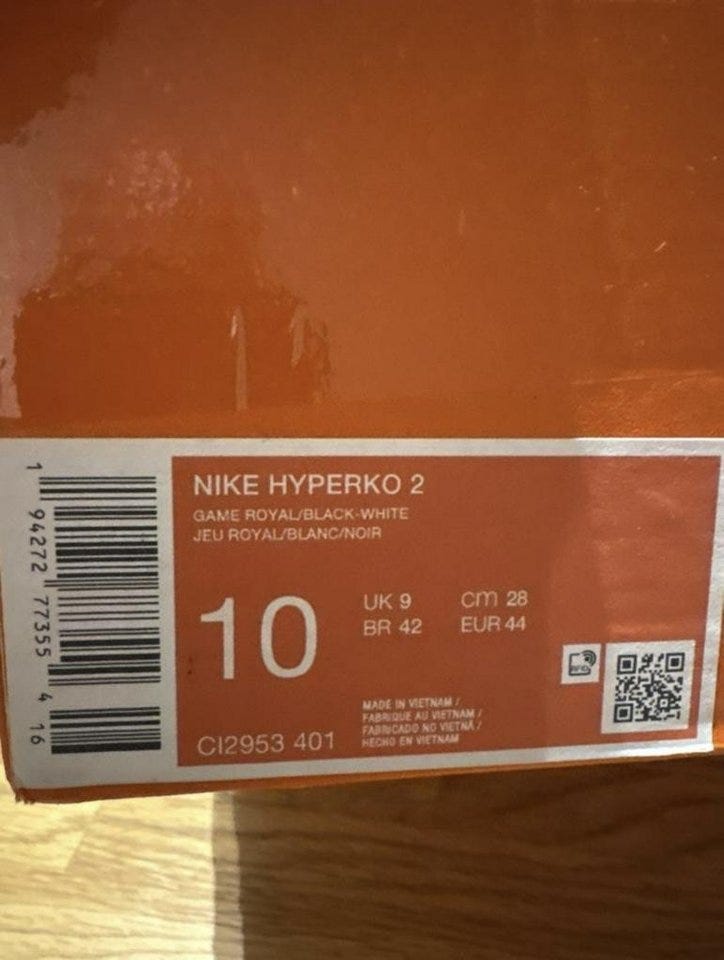 NIKE HYPERKO 2
GAME ROYAL/BLACK-WHITE
JEU ROYAL/BLANC/NOIR
10
UK 9
cm 28
BR 42
EUR 44
MADE IN VIETNAM /
FABRIQUE AU VIETNAM /
FABRICADO NO VIETNÃ /
HECHO EN VIETNAM
CI2953 401
1 94272 77355 4 16
RFID